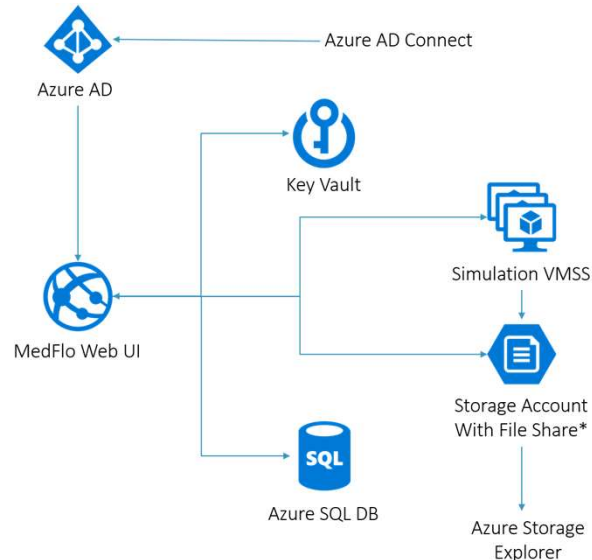 Azure AD Connect
Azure AD
Key Vault
Simulation VMSS
MedFlo Web UI
Storage Account
With File Share*
SQL
Azure SQL DB
Azure Storage
Explorer